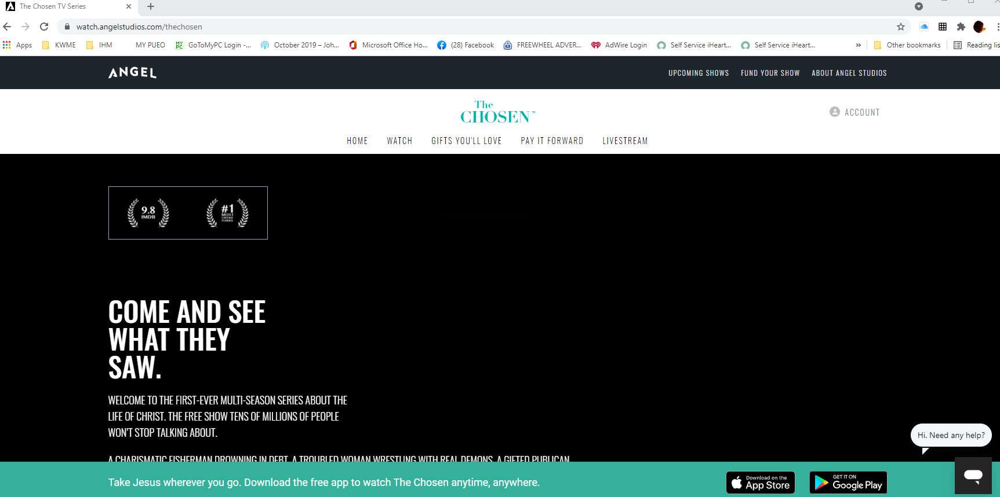 The Chosen TV Series
watch.angelstudios.com/thechosen
Apps KWME IHM MY PUEO GoToMyPC Login -... October 2019 – Joh... Microsoft Office Ho... (28) Facebook FREEWHEEL ADVER... AdWire Login Self Service iHeart... Self Service iHeart... » Other bookmarks Reading lis
ANGEL UPCOMING SHOWS FUND YOUR SHOW ABOUT ANGEL STUDIOS
The
CHOSEN™
ACCOUNT
HOME WATCH GIFTS YOU'LL LOVE PAY IT FORWARD LIVESTREAM
9.8
IMDB
#1
MOST
CROWD
FUNDED
COME AND SEE
WHAT THEY
SAW.
WELCOME TO THE FIRST-EVER MULTI-SEASON SERIES ABOUT THE
LIFE OF CHRIST. THE FREE SHOW TENS OF MILLIONS OF PEOPLE
WON'T STOP TALKING ABOUT.
Hi. Need any help?
A CHARISMATIC FISHERMAN DROWNING IN DEBT. A TROUBLED WOMAN WRESTLING WITH REAL DEMONS. A GIFTED PUBLICAN
Take Jesus wherever you go. Download the free app to watch The Chosen anytime, anywhere.
Download on the
App Store
GET IT ON
Google Play